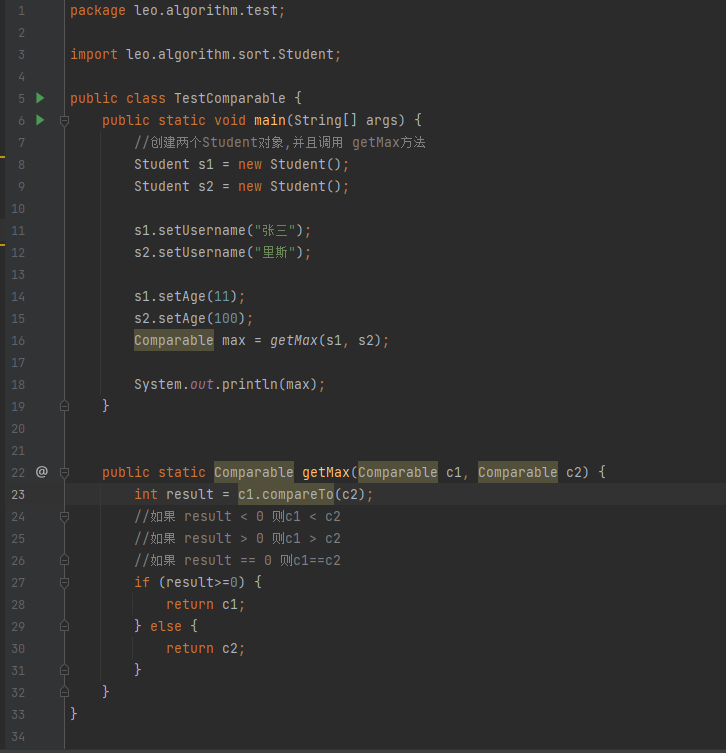 1 package leo.algorithm.test;
2
3 import leo.algorithm.sort.Student;
4
5 public class TestComparable {
6     public static void main(String[] args) {
7         //创建两个Student对象,并且调用 getMax方法
8         Student s1 = new Student();
9         Student s2 = new Student();
10
11         s1.setUsername("张三");
12         s2.setUsername("里斯");
13
14         s1.setAge(11);
15         s2.setAge(100);
16         Comparable max = getMax(s1, s2);
17
18         System.out.println(max);
19     }
20
21
22 @     public static Comparable getMax(Comparable c1, Comparable c2) {
23         int result = c1.compareTo(c2);
24         //如果 result < 0 则c1 < c2
25         //如果 result > 0 则c1 > c2
26         //如果 result == 0 则c1==c2
27         if (result>=0) {
28             return c1;
29         } else {
30             return c2;
31         }
32     }
33 }
34